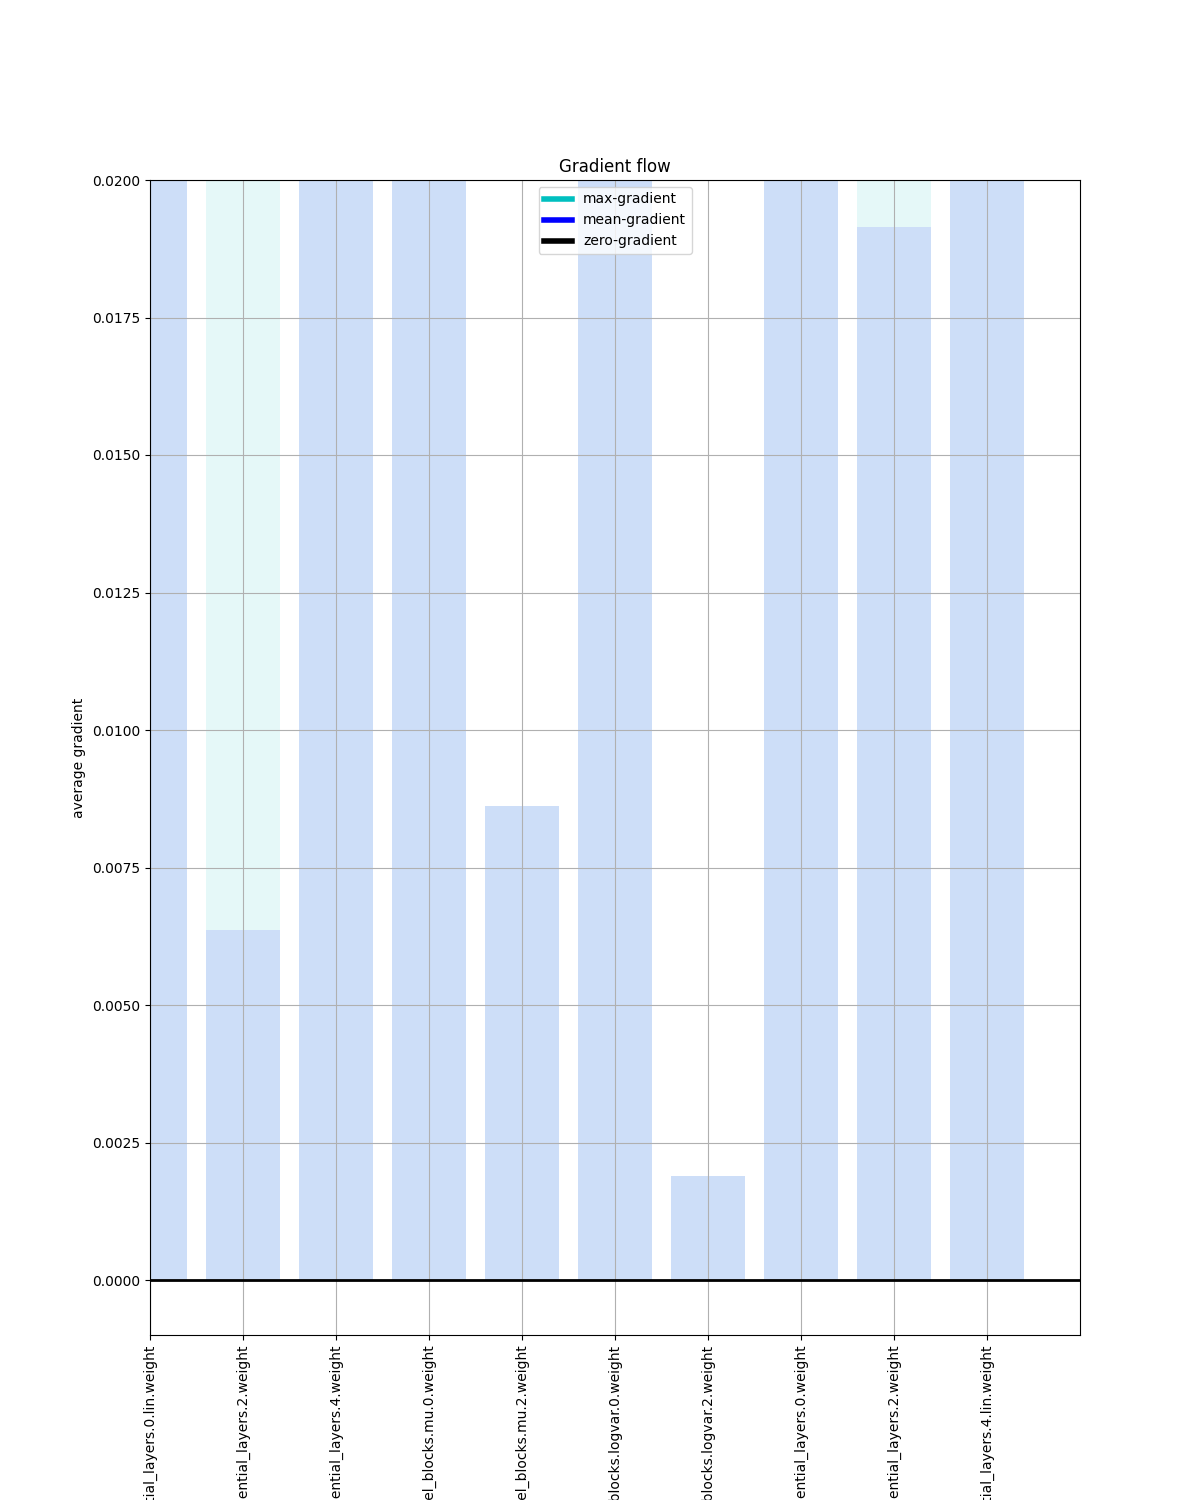 Gradient flow
max-gradient
mean-gradient
zero-gradient
0.0200
0.0175
0.0150
0.0125
0.0100
0.0075
0.0050
0.0025
0.0000
average gradient
tial_layers.0.lin.weight
ential_layers.2.weight
ential_layers.4.weight
el_blocks.mu.0.weight
el_blocks.mu.2.weight
blocks.logvar.0.weight
blocks.logvar.2.weight
ential_layers.0.weight
ential_layers.2.weight
tial_layers.4.lin.weight